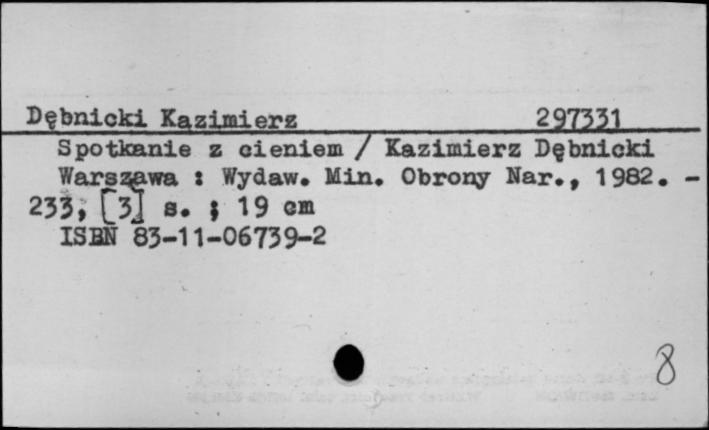 Dębnicki Kazimierz 297331
Spotkanie z cieniem / Kazimierz Dębnicki
Warszawa : Wydaw. Min. Obrony Nar., 1982. -
233, [3] s. ; 19 cm
ISBN 83-11-06739-2
8